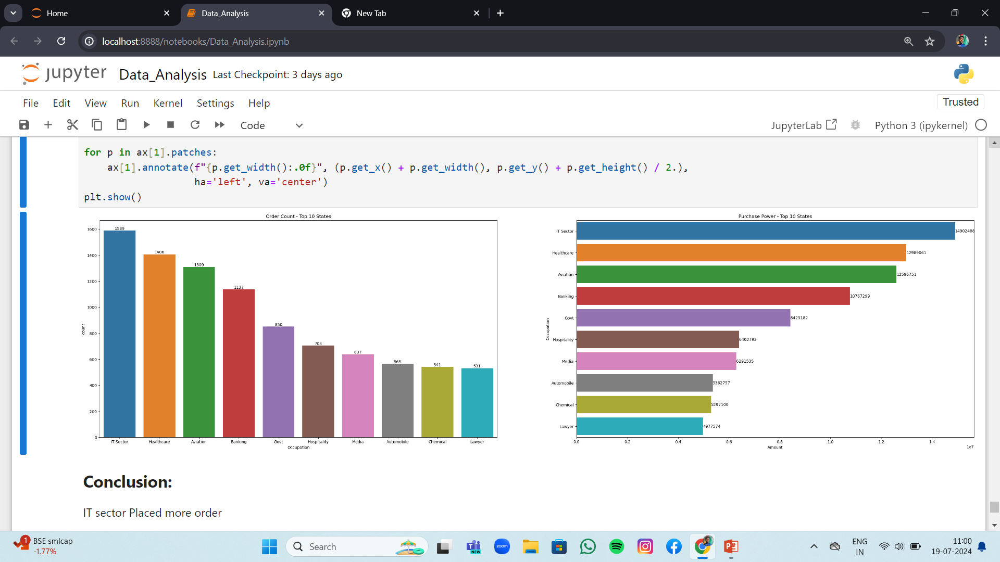 Home
Data_Analysis
New Tab
localhost:8888/notebooks/Data_Analysis.ipynb
jupyter
Data_Analysis Last Checkpoint: 3 days ago
File Edit View Run Kernel Settings Help
Trusted
Code
JupyterLab
Python 3 (ipykernel)
for p in ax[1].patches:
    ax[1].annotate(f"{p.get_width():.0f}", (p.get_x() + p.get_width(), p.get_y() + p.get_height() / 2.),
                   ha='left', va='center')
plt.show()
Order Count - Top 10 States
1600
1400
1200
1000
800
600
400
200
0
count
1589
1406
1309
1137
850
703
637
565
541
531
IT Sector Healthcare Aviation Banking Govt Hospitality Media Automobile Chemical Lawyer
Occupation
Purchase Power - Top 10 States
Occupation
IT Sector 14902488
Healthcare 12989061
Aviation 12596751
Banking 10767299
Govt 8425182
Hospitality 6402793
Media 6291535
Automobile 5362757
Chemical 5297100
Lawyer 4977574
0.0 0.2 0.4 0.6 0.8 1.0 1.2 1.4
1e7
Amount
Conclusion:
IT sector Placed more order
1
BSE smlcap
-1.77%
Search
NEW
zoom
ENG
IN
11:00
19-07-2024